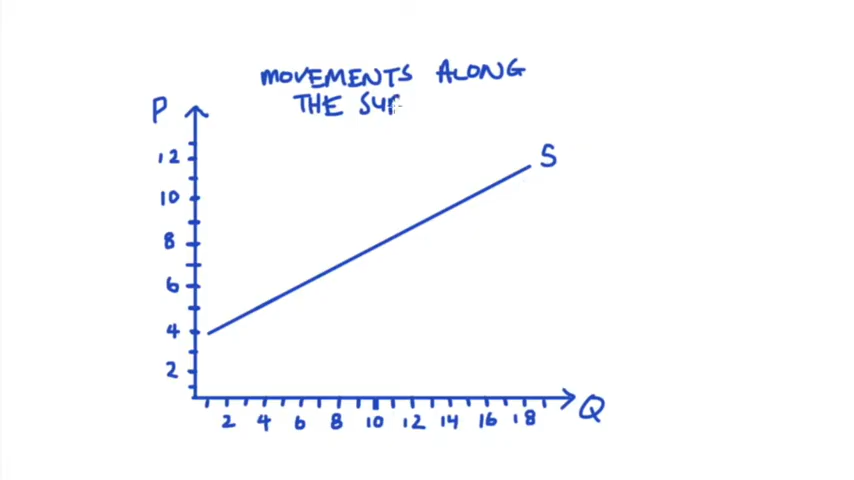 MOVEMENTS ALONG
THE SUP
P
S
12
10
8
6
4
2
Q
2 4 6 8 10 12 14 16 18